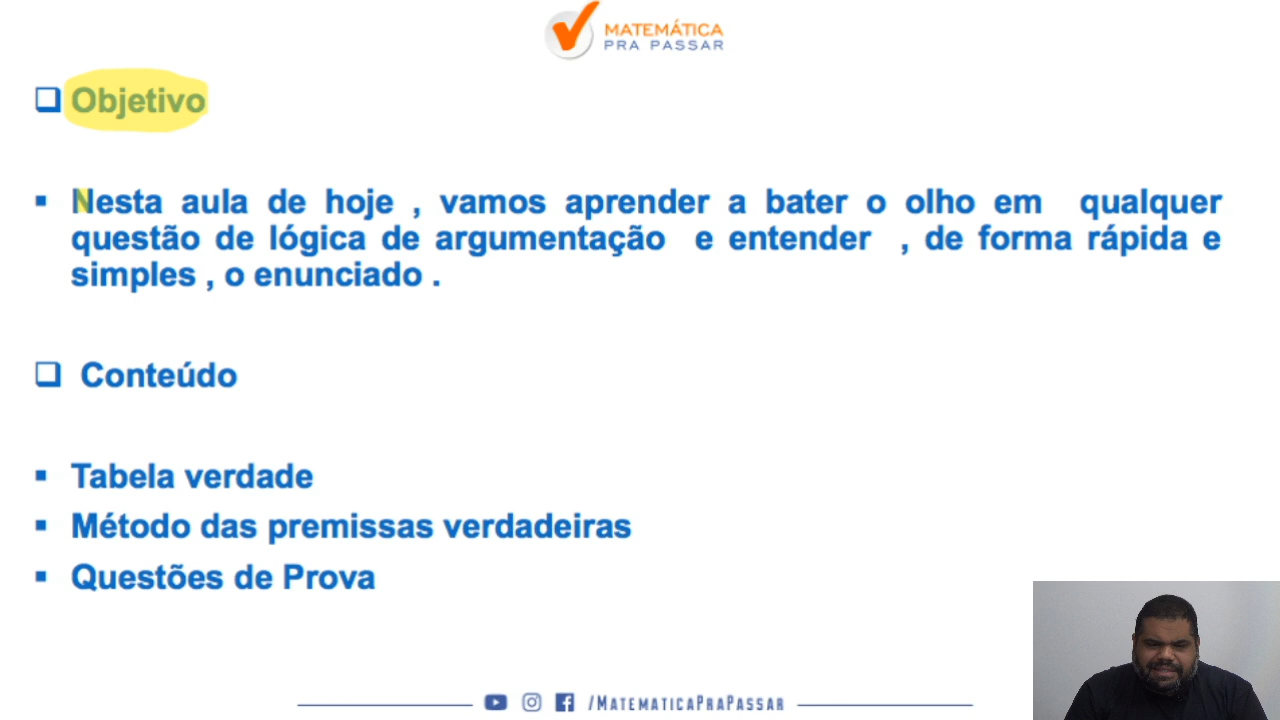 MATEMÁTICA
PRA PASSAR
Objetivo
Nesta aula de hoje , vamos aprender a bater o olho em qualquer
questão de lógica de argumentação e entender , de forma rápida e
simples , o enunciado .
Conteúdo
Tabela verdade
Método das premissas verdadeiras
Questões de Prova
/MATEMATICAPRAPASSAR